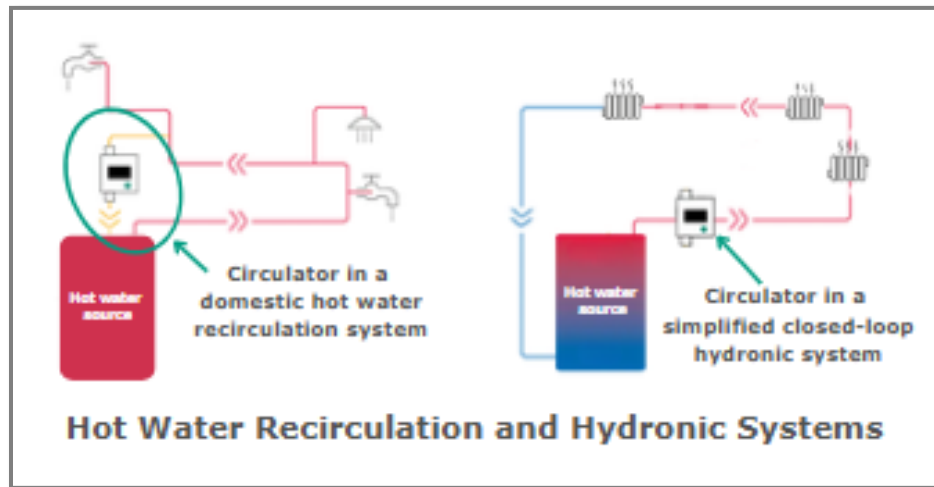 Hot water
source
Circulator in a
domestic hot water
recirculation system
Hot water
source
Circulator in a
simplified closed-loop
hydronic system
Hot Water Recirculation and Hydronic Systems